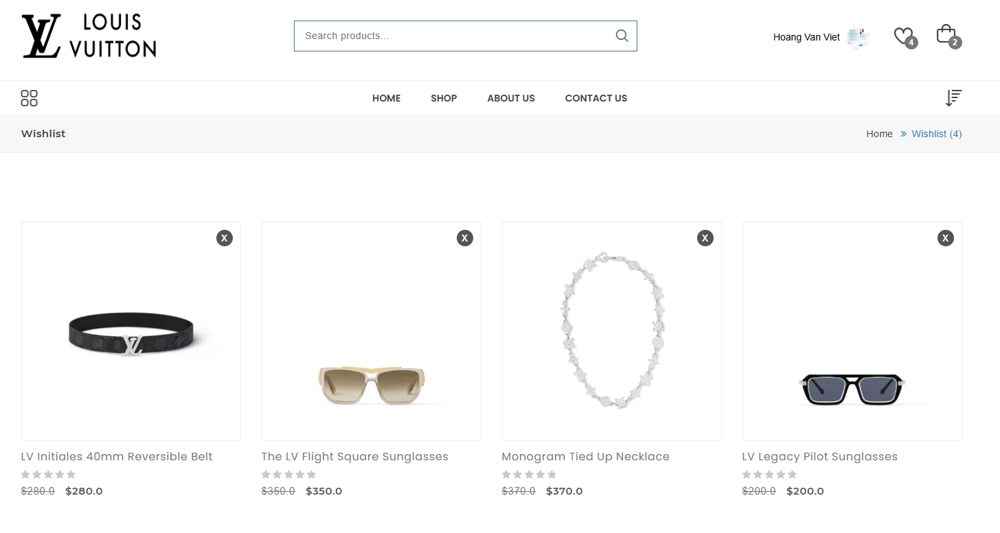 LOUIS
VUITTON
Search products...
Hoang Van Viet
4
2
HOME
SHOP
ABOUT US
CONTACT US
Wishlist
Home » Wishlist (4)
X
X
X
X
LV Initiales 40mm Reversible Belt
$280.0 $280.0
The LV Flight Square Sunglasses
$350.0 $350.0
Monogram Tied Up Necklace
$370.0 $370.0
LV Legacy Pilot Sunglasses
$200.0 $200.0